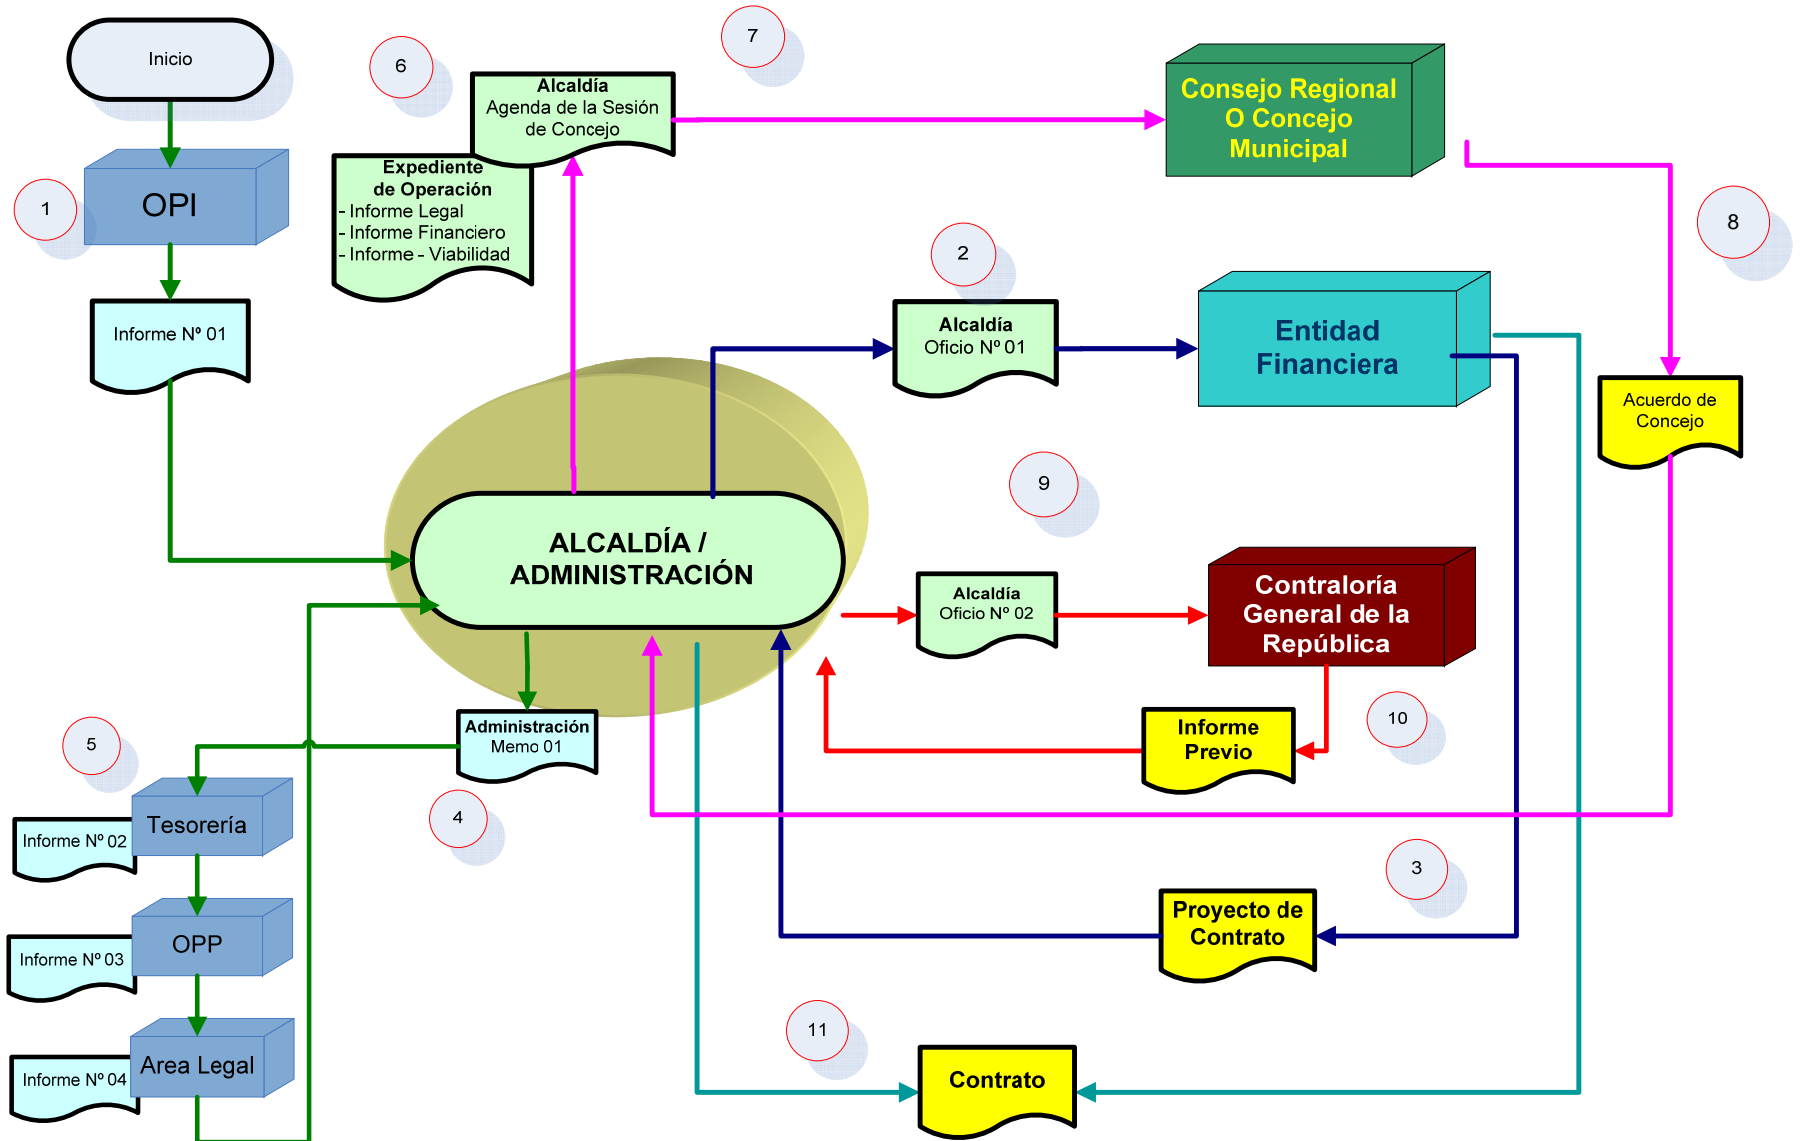 Inicio
6
7
Alcaldía
Agenda de la Sesión
de Concejo
Consejo Regional
O Concejo
Municipal
Expediente
de Operación
- Informe Legal
- Informe Financiero
- Informe - Viabilidad
1
OPI
8
2
Informe Nº 01
Alcaldía
Oficio Nº 01
Entidad
Financiera
Acuerdo de
Concejo
9
ALCALDÍA /
ADMINISTRACIÓN
Alcaldía
Oficio Nº 02
Contraloría
General de la
República
10
Informe
Previo
5
Administración
Memo 01
4
Tesorería
Informe Nº 02
3
Proyecto de
Contrato
OPP
Informe Nº 03
11
Area Legal
Informe Nº 04
Contrato